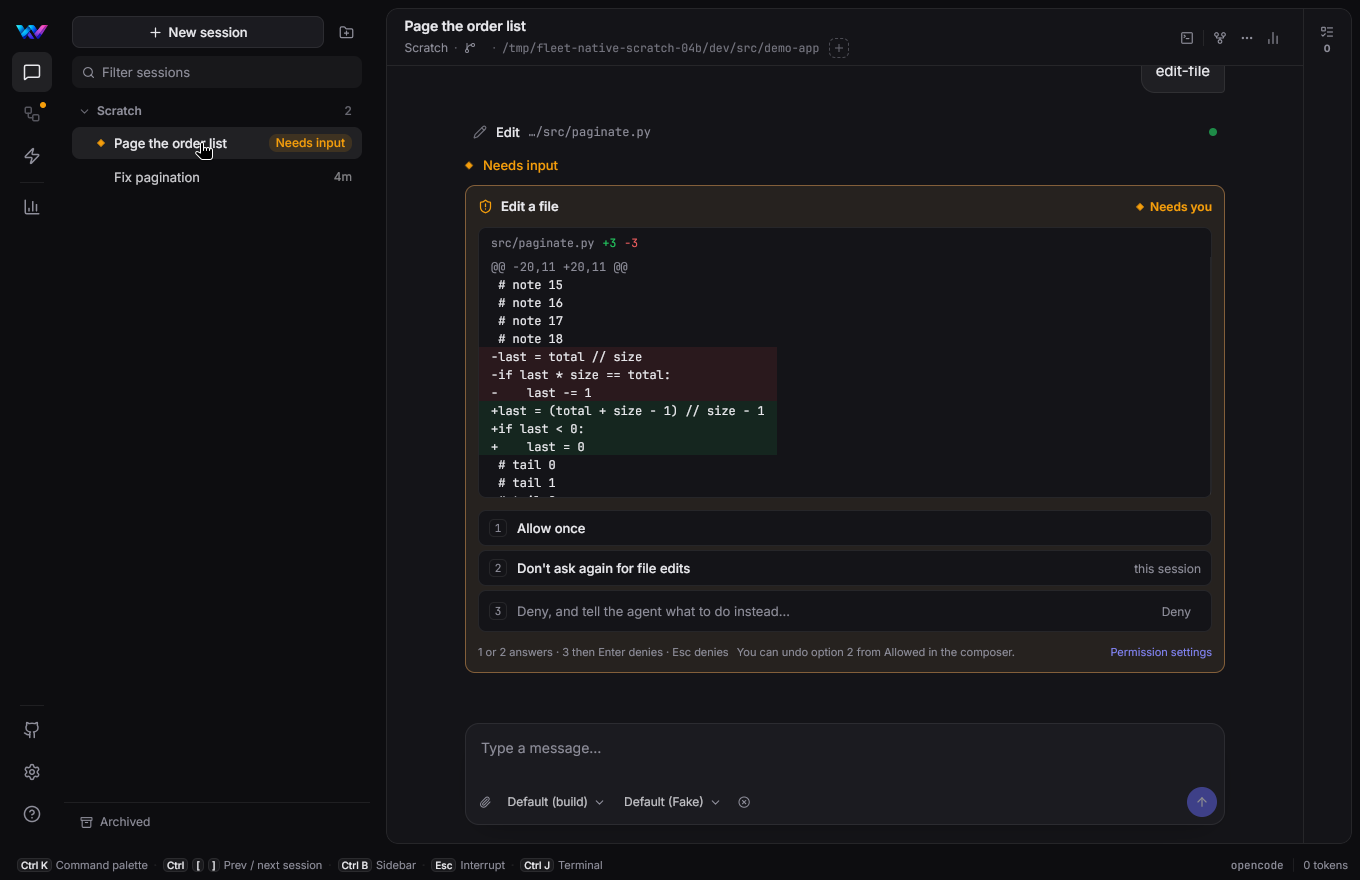 New session
Filter sessions
Scratch 2
Page the order list Needs input
Fix pagination 4m
Archived
Page the order list
Scratch · · /tmp/fleet-native-scratch-04b/dev/src/demo-app
0
edit-file
Edit …/src/paginate.py
Needs input
Edit a file Needs you
src/paginate.py +3 -3
@@ -20,11 +20,11 @@
# note 15
# note 16
# note 17
# note 18
-last = total // size
-if last * size == total:
-    last -= 1
+last = (total + size - 1) // size - 1
+if last < 0:
+    last = 0
# tail 0
# tail 1
1 Allow once
2 Don't ask again for file edits this session
3 Deny, and tell the agent what to do instead... Deny
1 or 2 answers · 3 then Enter denies · Esc denies You can undo option 2 from Allowed in the composer. Permission settings
Type a message...
Default (build) Default (Fake)
Ctrl K Command palette · Ctrl [ ] Prev / next session · Ctrl B Sidebar · Esc Interrupt · Ctrl J Terminal opencode 0 tokens